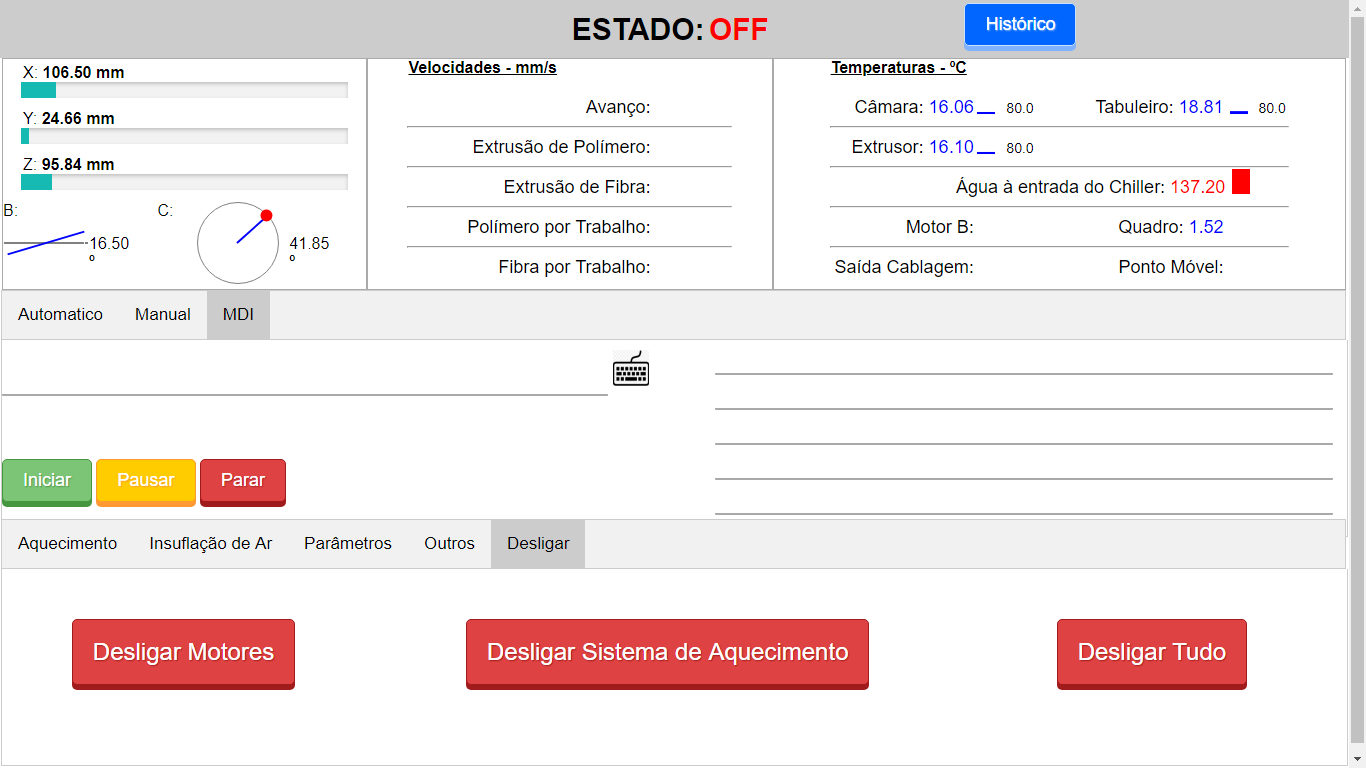 ESTADO: OFF
Histórico
X: 106.50 mm
Y: 24.66 mm
Z: 95.84 mm
B:
16.50
º
C:
41.85
º
Velocidades - mm/s
Avanço:
Extrusão de Polímero:
Extrusão de Fibra:
Polímero por Trabalho:
Fibra por Trabalho:
Temperaturas - ºC
Câmara: 16.06 80.0 Tabuleiro: 18.81 80.0
Extrusor: 16.10 80.0
Água à entrada do Chiller: 137.20
Motor B: Quadro: 1.52
Saída Cablagem: Ponto Móvel:
Automatico Manual MDI
Iniciar Pausar Parar
Aquecimento Insuflação de Ar Parâmetros Outros Desligar
Desligar Motores Desligar Sistema de Aquecimento Desligar Tudo